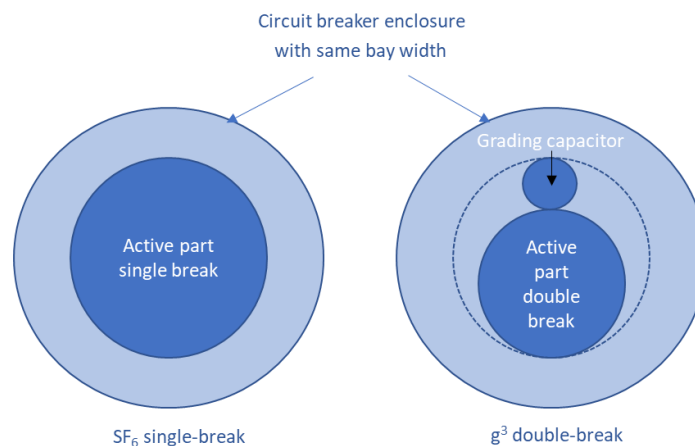 Circuit breaker enclosure
with same bay width
Grading capacitor
Active part
single break
Active
part
double
break
SF₆ single-break
g³ double-break